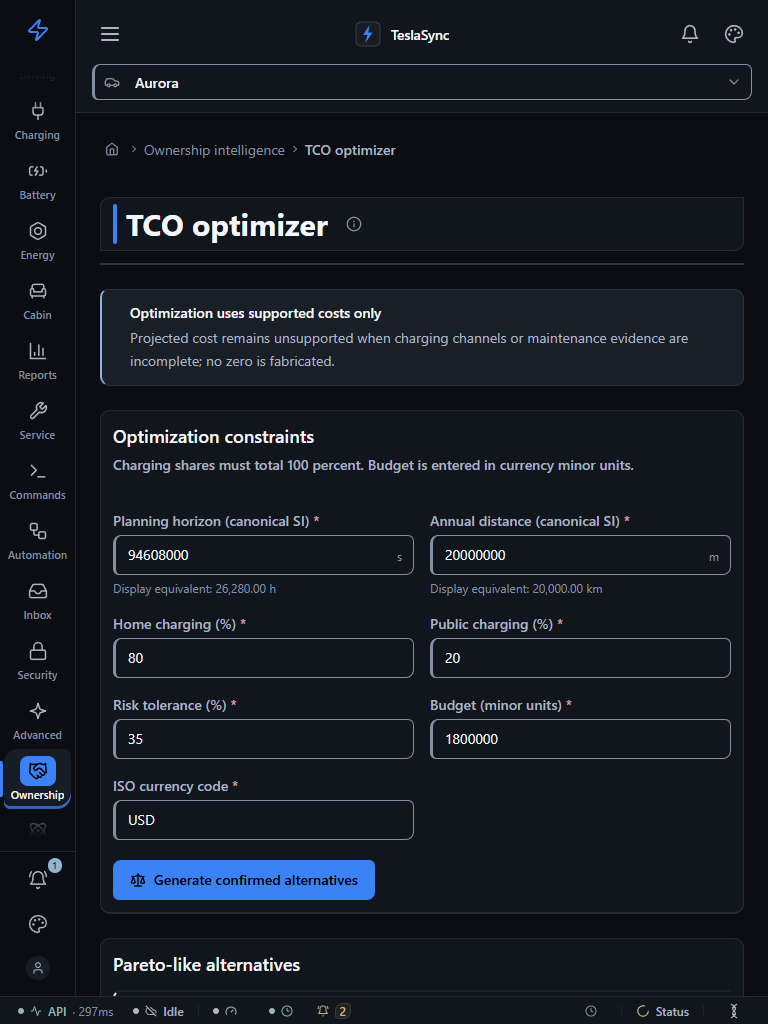 TeslaSync
Aurora
Driving
Charging
Battery
Energy
Cabin
Reports
Service
Commands
Automation
Inbox
Security
Advanced
Ownership
1
Ownership intelligence > TCO optimizer
TCO optimizer
Optimization uses supported costs only
Projected cost remains unsupported when charging channels or maintenance evidence are
incomplete; no zero is fabricated.
Optimization constraints
Charging shares must total 100 percent. Budget is entered in currency minor units.
Planning horizon (canonical SI) *
94608000 s
Display equivalent: 26,280.00 h
Annual distance (canonical SI) *
20000000 m
Display equivalent: 20,000.00 km
Home charging (%) *
80
Public charging (%) *
20
Risk tolerance (%) *
35
Budget (minor units) *
1800000
ISO currency code *
USD
Generate confirmed alternatives
Pareto-like alternatives
API · 297ms
Idle
2
Status